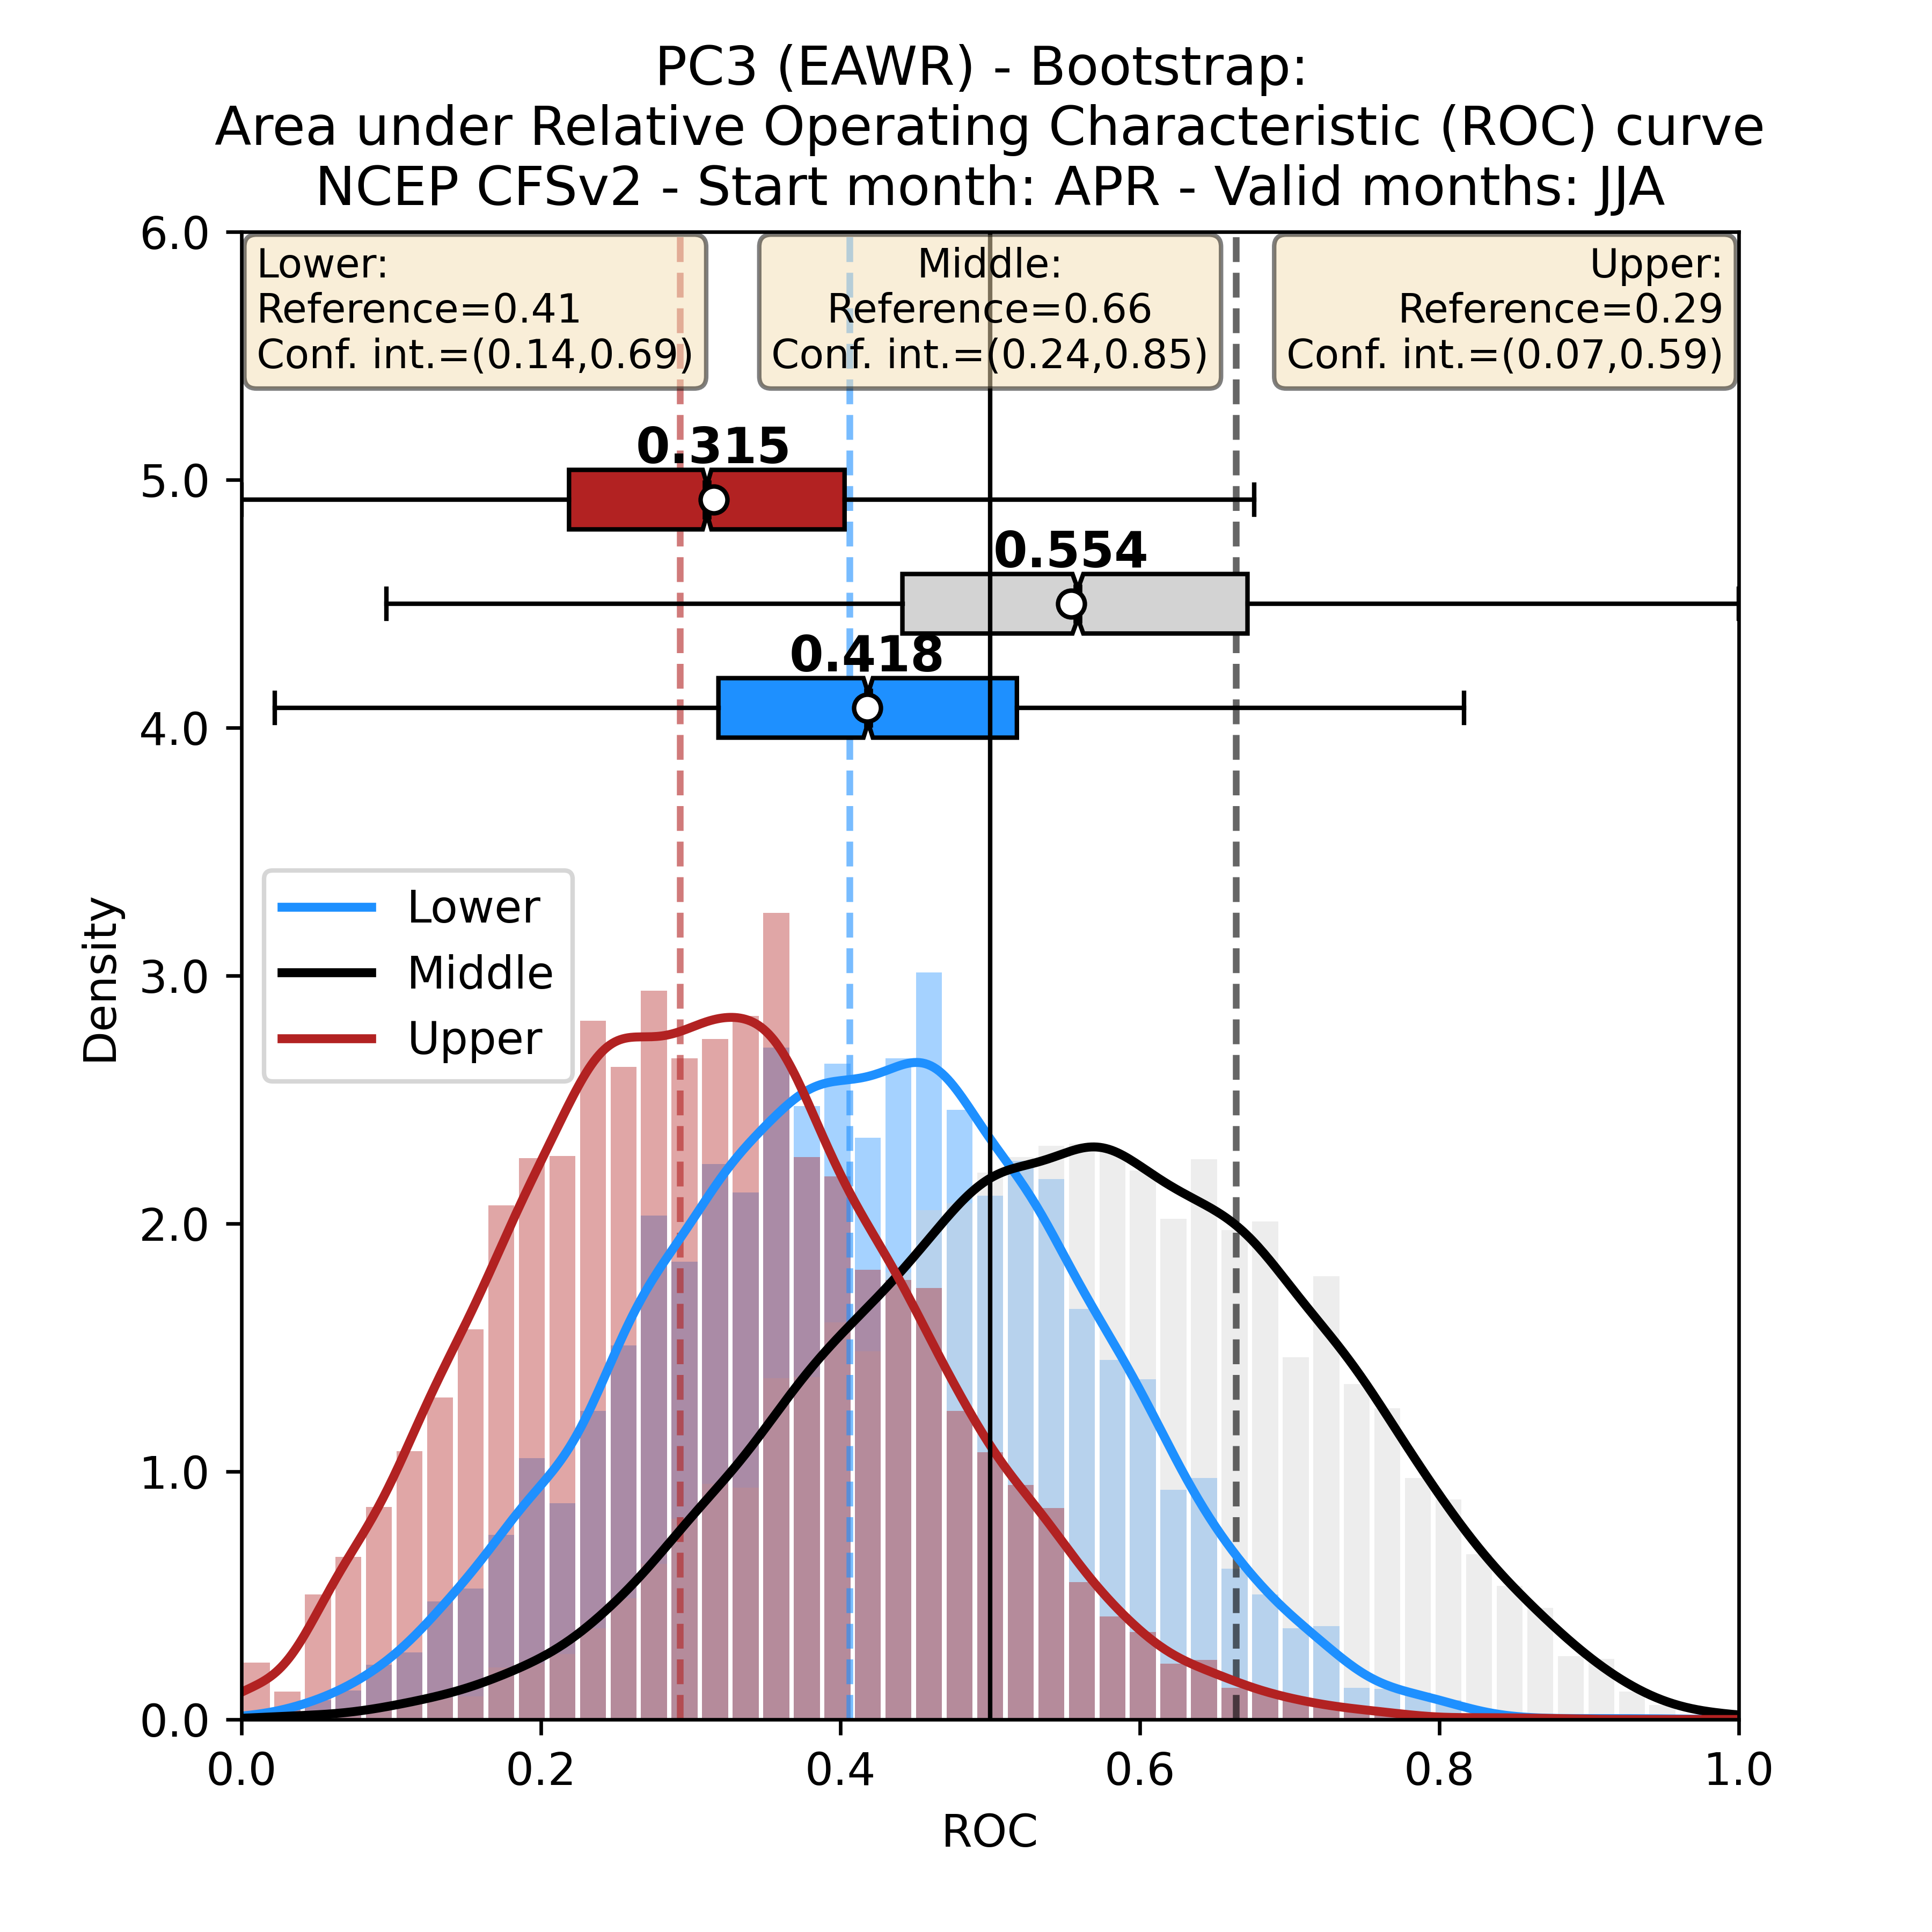 PC3 (EAWR) - Bootstrap:
Area under Relative Operating Characteristic (ROC) curve
NCEP CFSv2 - Start month: APR - Valid months: JJA
Lower:
Reference=0.41
Conf. int.=(0.14,0.69)
Middle:
Reference=0.66
Conf. int.=(0.24,0.85)
Upper:
Reference=0.29
Conf. int.=(0.07,0.59)
0.315
0.554
0.418
Lower
Middle
Upper
Density
6.0
5.0
4.0
3.0
2.0
1.0
0.0
0.0
0.2
0.4
0.6
0.8
1.0
ROC